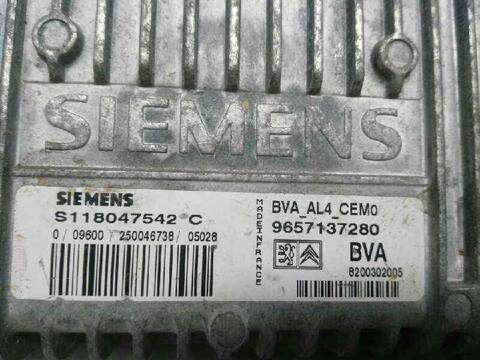 SIEMENS
SIEMENS
S118047542 C
0 / 09600 / 250046738 / 05028
MADE IN FRANCE
BVA_AL4_CEM0
9657137280
BVA
8200302005